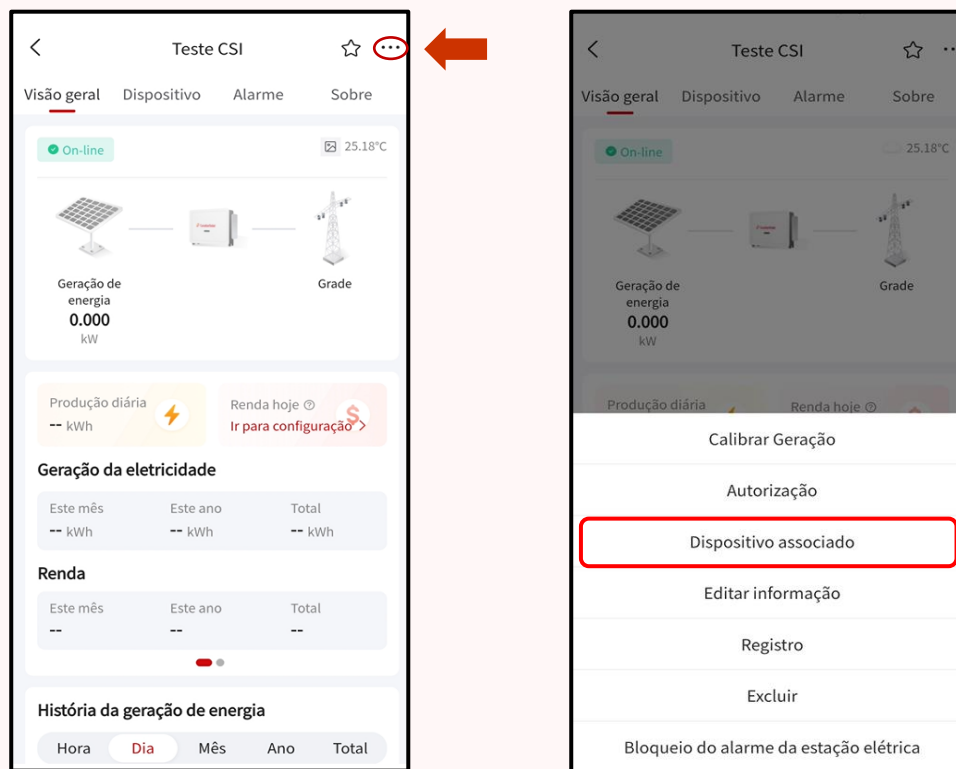 Teste CSI
Visão geral Dispositivo Alarme Sobre
On-line 25.18°C
Geração de
energia
0.000
kW
Grade
Produção diária
-- kWh
Renda hoje
Ir para configuração >
Geração da eletricidade
Este mês Este ano Total
-- kWh -- kWh -- kWh
Renda
Este mês Este ano Total
-- -- --
História da geração de energia
Hora Dia Mês Ano Total
Teste CSI
Visão geral Dispositivo Alarme Sobre
On-line 25.18°C
Geração de
energia
0.000
kW
Grade
Produção diária
Renda hoje
Calibrar Geração
Autorização
Dispositivo associado
Editar informação
Registro
Excluir
Bloqueio do alarme da estação elétrica